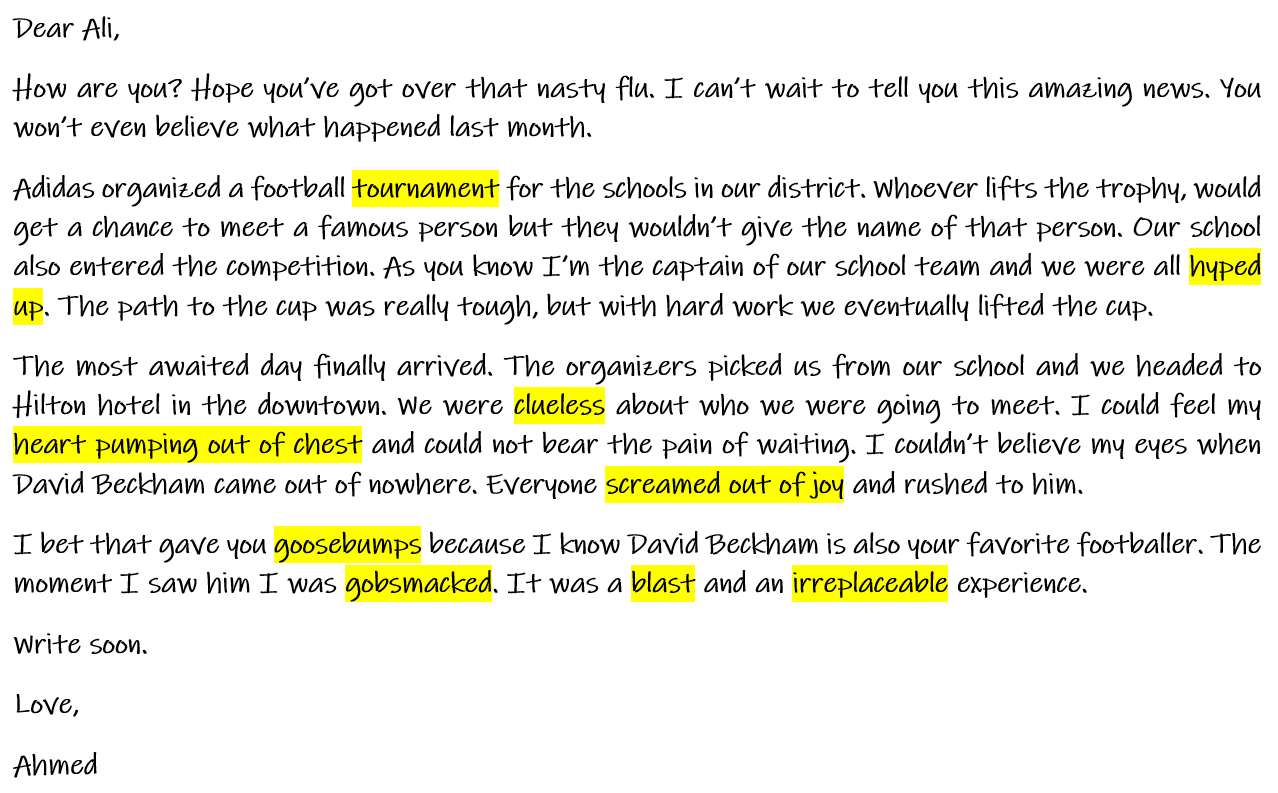 Dear Ali,
How are you? Hope you've got over that nasty flu. I can't wait to tell you this amazing news. You
won't even believe what happened last month.
Adidas organized a football tournament for the schools in our district. Whoever lifts the trophy, would
get a chance to meet a famous person but they wouldn't give the name of that person. Our school
also entered the competition. As you know I'm the captain of our school team and we were all hyped
up. The path to the cup was really tough, but with hard work we eventually lifted the cup.
The most awaited day finally arrived. The organizers picked us from our school and we headed to
Hilton hotel in the downtown. We were clueless about who we were going to meet. I could feel my
heart pumping out of chest and could not bear the pain of waiting. I couldn't believe my eyes when
David Beckham came out of nowhere. Everyone screamed out of joy and rushed to him.
I bet that gave you goosebumps because I know David Beckham is also your favorite footballer. The
moment I saw him I was gobsmacked. It was a blast and an irreplaceable experience.
Write soon.
Love,
Ahmed